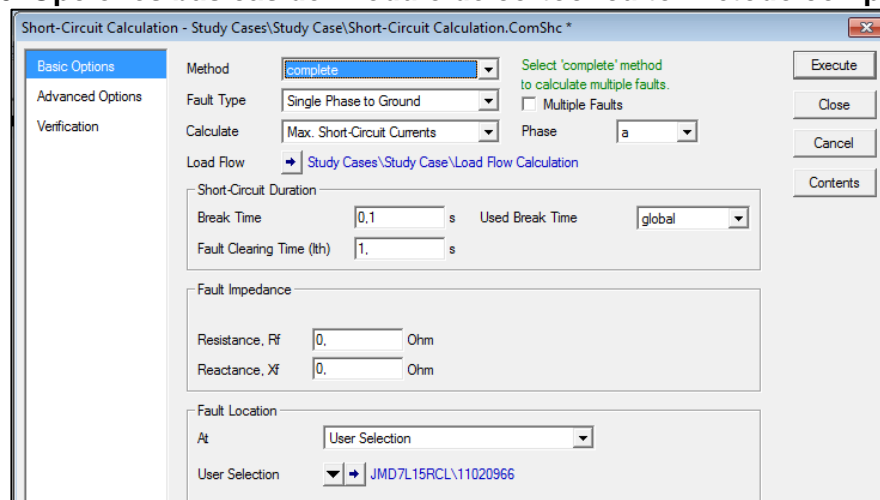 Short-Circuit Calculation - Study Cases\Study Case\Short-Circuit Calculation.ComShc *
Basic Options
Advanced Options
Verification
Method complete
Select 'complete' method
to calculate multiple faults.
Fault Type Single Phase to Ground
Multiple Faults
Calculate Max. Short-Circuit Currents
Phase a
Load Flow Study Cases\Study Case\Load Flow Calculation
Short-Circuit Duration
Break Time 0,1 s Used Break Time global
Fault Clearing Time (Ith) 1, s
Fault Impedance
Resistance, Rf 0, Ohm
Reactance, Xf 0, Ohm
Fault Location
At User Selection
User Selection JMD7L15RCL\11020966
Execute
Close
Cancel
Contents